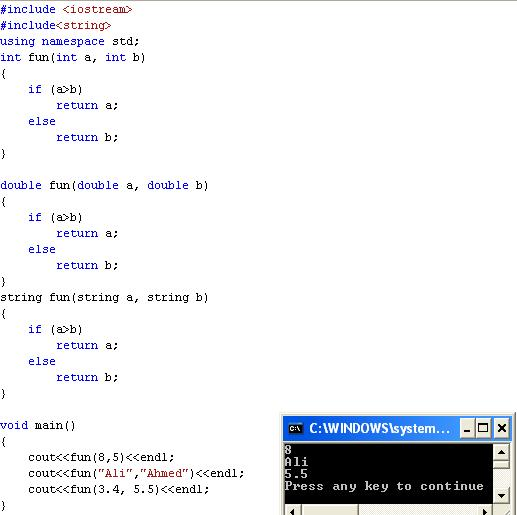 #include <iostream>
#include<string>
using namespace std;
int fun(int a, int b)
{
    if (a>b)
        return a;
    else
        return b;
}

double fun(double a, double b)
{
    if (a>b)
        return a;
    else
        return b;
}
string fun(string a, string b)
{
    if (a>b)
        return a;
    else
        return b;
}

void main()
{
    cout<<fun(8,5)<<endl;
    cout<<fun("Ali","Ahmed")<<endl;
    cout<<fun(3.4, 5.5)<<endl;
}
C:\WINDOWS\system...
8
Ali
5.5
Press any key to continue